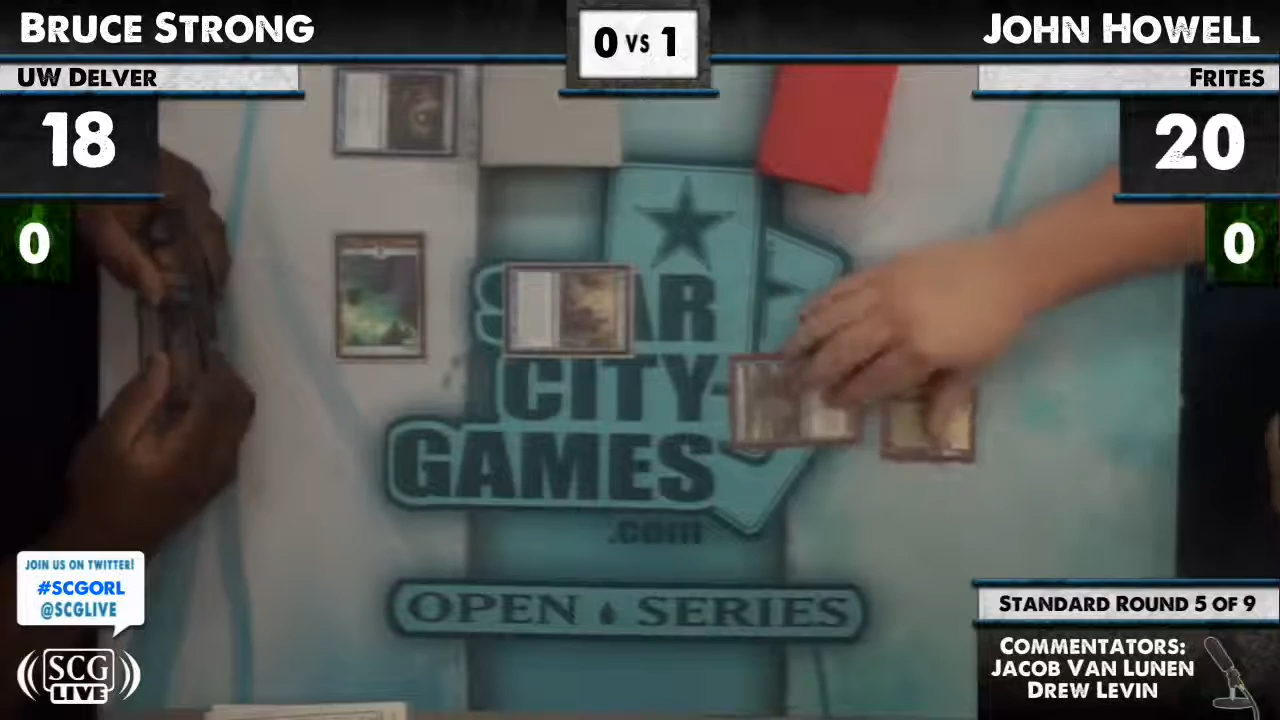 BRUCE STRONG
0 VS 1
JOHN HOWELL
UW DELVER
FRITES
18
20
0
0
STAR
CITY
GAMES
.com
OPEN SERIES
JOIN US ON TWITTER!
#SCGORL
@SCGLIVE
SCG
LIVE
STANDARD ROUND 5 OF 9
COMMENTATORS:
JACOB VAN LUNEN
DREW LEVIN